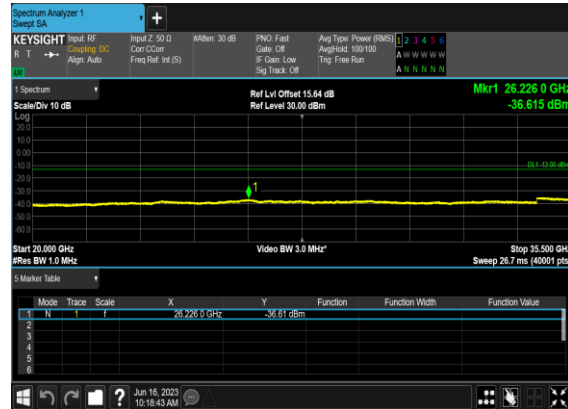 Spectrum Analyzer 1
Swept SA
+
KEYSIGHT Input: RF Input Z: 50 Ω #Atten: 30 dB PNO: Fast Avg Type: Power (RMS) 1 2 3 4 5 6
R T Coupling: DC Corr CCorr Gate: Off Avg|Hold: 100/100 A W W W W W
Align: Auto Freq Ref: Int (S) IF Gain: Low Trig: Free Run
LW Sig Track: Off A N N N N N
1 Spectrum Ref Lvl Offset 15.64 dB Mkr1 26.226 0 GHz
Scale/Div 10 dB Ref Level 30.00 dBm -36.615 dBm
Log
20.0
10.0
0.00
-10.0 DL1 -13.00 dBm
-20.0
-30.0 1
-40.0
-50.0
-60.0
Start 20.000 GHz Video BW 3.0 MHz* Stop 35.500 GHz
#Res BW 1.0 MHz Sweep 26.7 ms (40001 pts)
5 Marker Table
Mode Trace Scale X Y Function Function Width Function Value
1 N 1 f 26.226 0 GHz -36.61 dBm
2
3
4
5
6
? Jun 16, 2023
10:18:43 AM